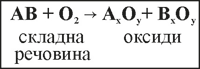 AB + O₂ → AₓOᵧ + BₓOᵧ
складна оксиди
речовина